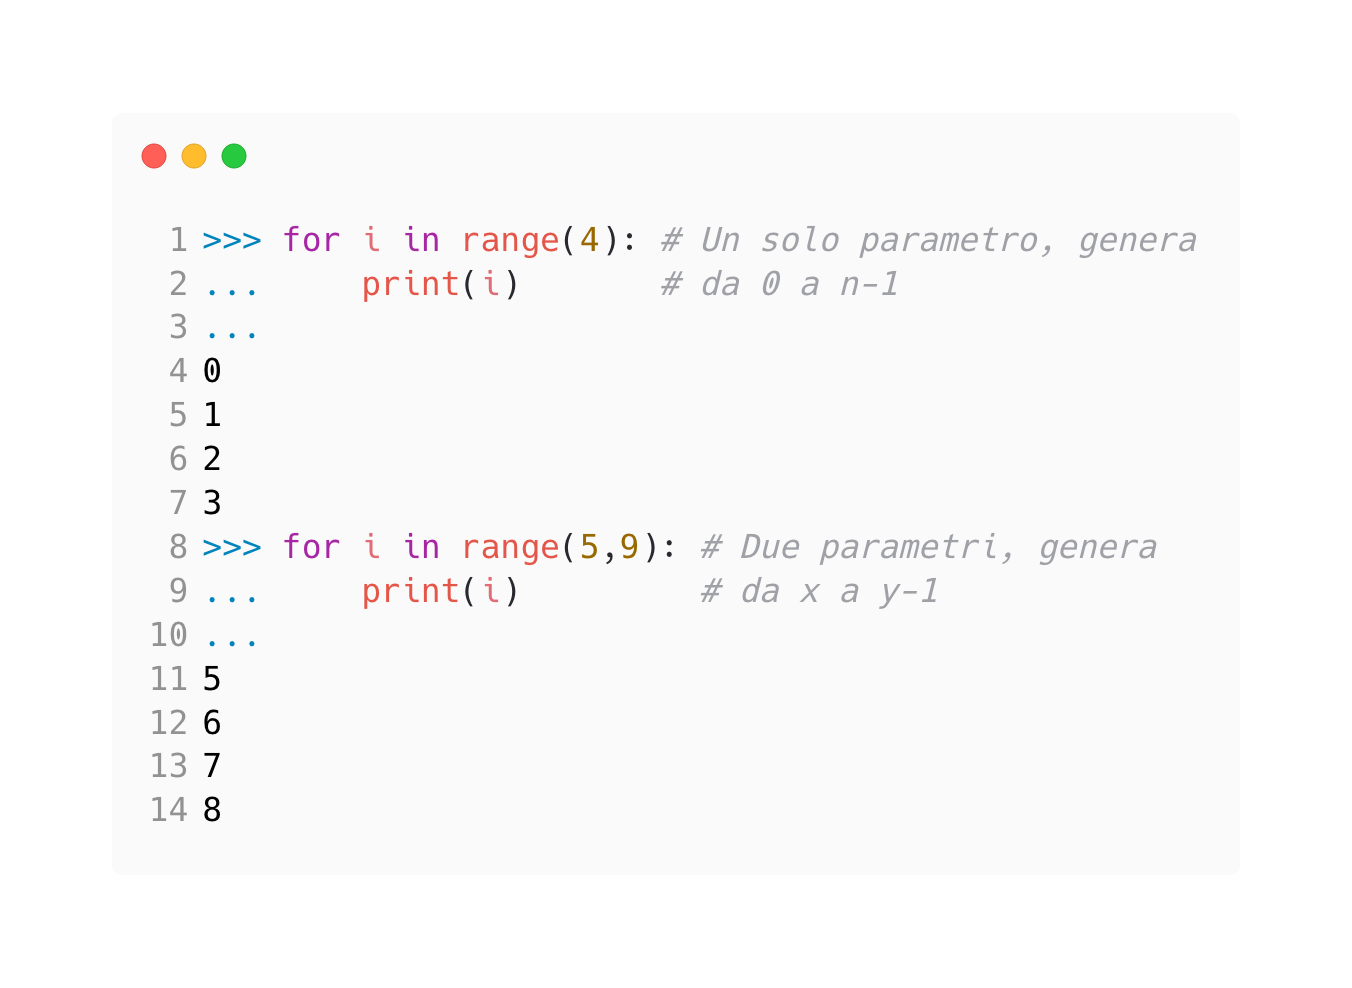 1 >>> for i in range(4): # Un solo parametro, genera
2 ...     print(i)       # da 0 a n-1
3 ...
4 0
5 1
6 2
7 3
8 >>> for i in range(5,9): # Due parametri, genera
9 ...     print(i)         # da x a y-1
10 ...
11 5
12 6
13 7
14 8